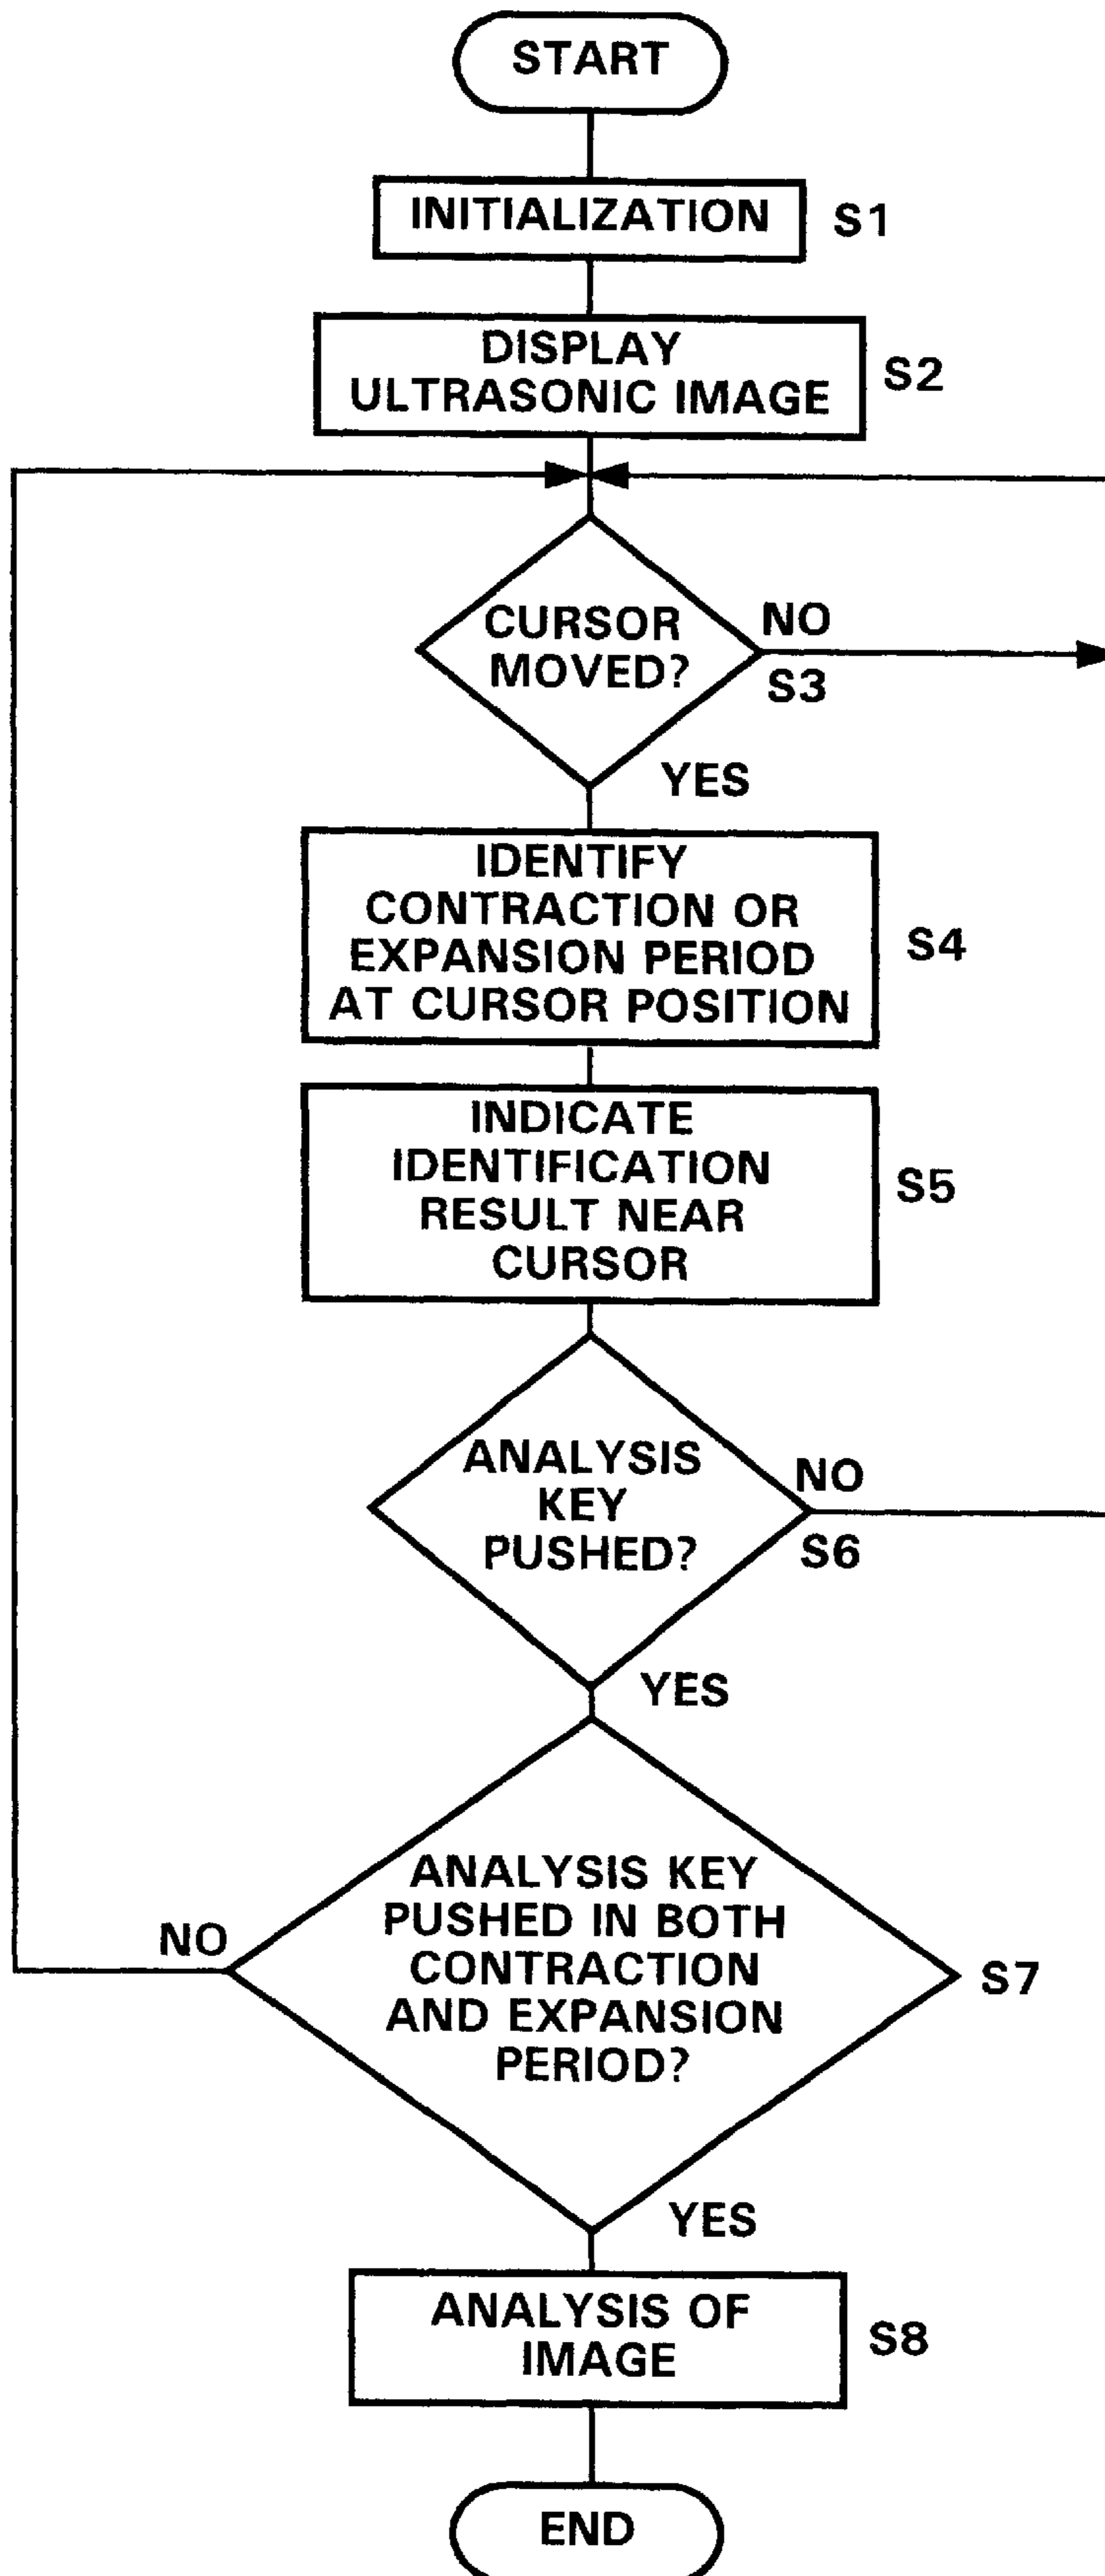 START
INITIALIZATION
S1
DISPLAY
ULTRASONIC IMAGE
S2
CURSOR
MOVED?
NO
S3
YES
IDENTIFY
CONTRACTION OR
EXPANSION PERIOD
AT CURSOR POSITION
S4
INDICATE
IDENTIFICATION
RESULT NEAR
CURSOR
S5
ANALYSIS
KEY
PUSHED?
NO
S6
YES
ANALYSIS KEY
PUSHED IN BOTH
CONTRACTION
AND EXPANSION
PERIOD?
NO
S7
YES
ANALYSIS OF
IMAGE
S8
END